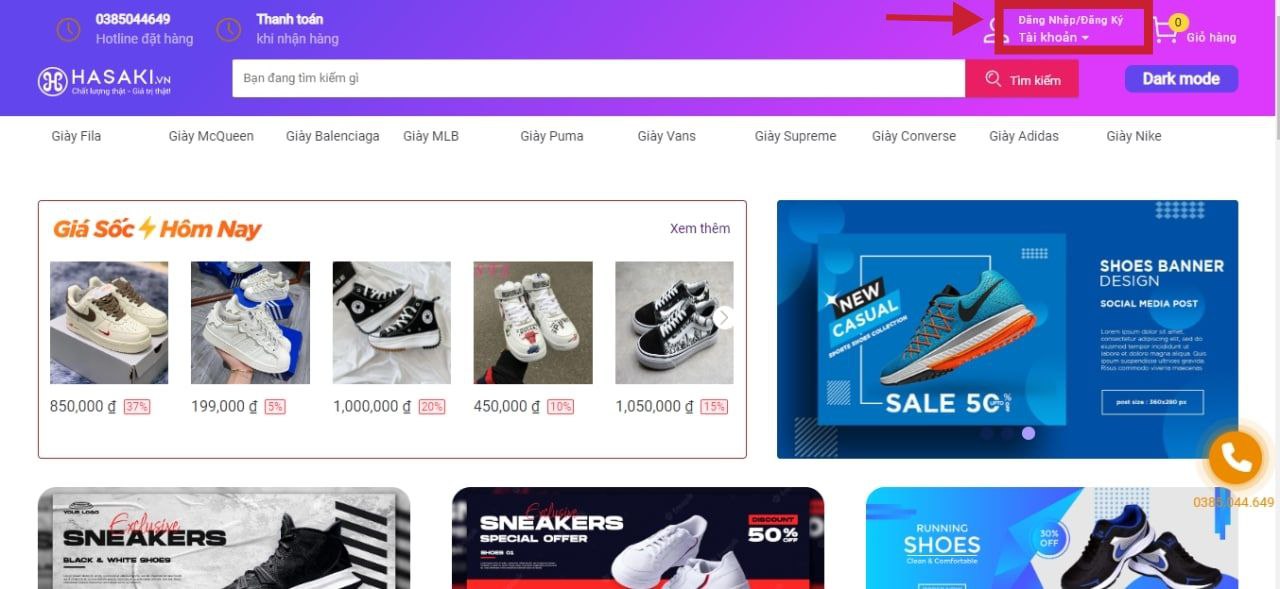 0385044649
Hotline đặt hàng
Thanh toán
khi nhận hàng
Đăng Nhập/Đăng Ký
Tài khoản
0
Giỏ hàng
HASAKI.VN
Chất lượng thật - Giá trị thật!
Bạn đang tìm kiếm gì
Tìm kiếm
Dark mode
Giày Fila
Giày McQueen
Giày Balenciaga
Giày MLB
Giày Puma
Giày Vans
Giày Supreme
Giày Converse
Giày Adidas
Giày Nike
Giá Sốc Hôm Nay
Xem thêm
850,000 ₫ 37%
199,000 ₫ 5%
1,000,000 ₫ 20%
450,000 ₫ 10%
1,050,000 ₫ 15%
NEW
CASUAL
SPORTS SHOES COLLECTION
SALE 50%
UPTO
OFF
SHOES BANNER
DESIGN
SOCIAL MEDIA POST
Lorem ipsum dolor sit amet,
consectetur adipiscing elit, sed do
eiusmod tempor incididunt ut
labore et dolore magna aliqua. Quis
ipsum suspendisse ultrices gravida.
Risus commodo viverra maecenas
post size : 360x280 px
0385.044.649
YOUR LOGO
Exclusive
SNEAKERS
BLACK & WHITE SHOES
Exclusive
SNEAKERS
SPECIAL OFFER
SHOES 01
DISCOUNT
50% OFF
RUNNING
SHOES
Clean & Comfortable
30%
OFF